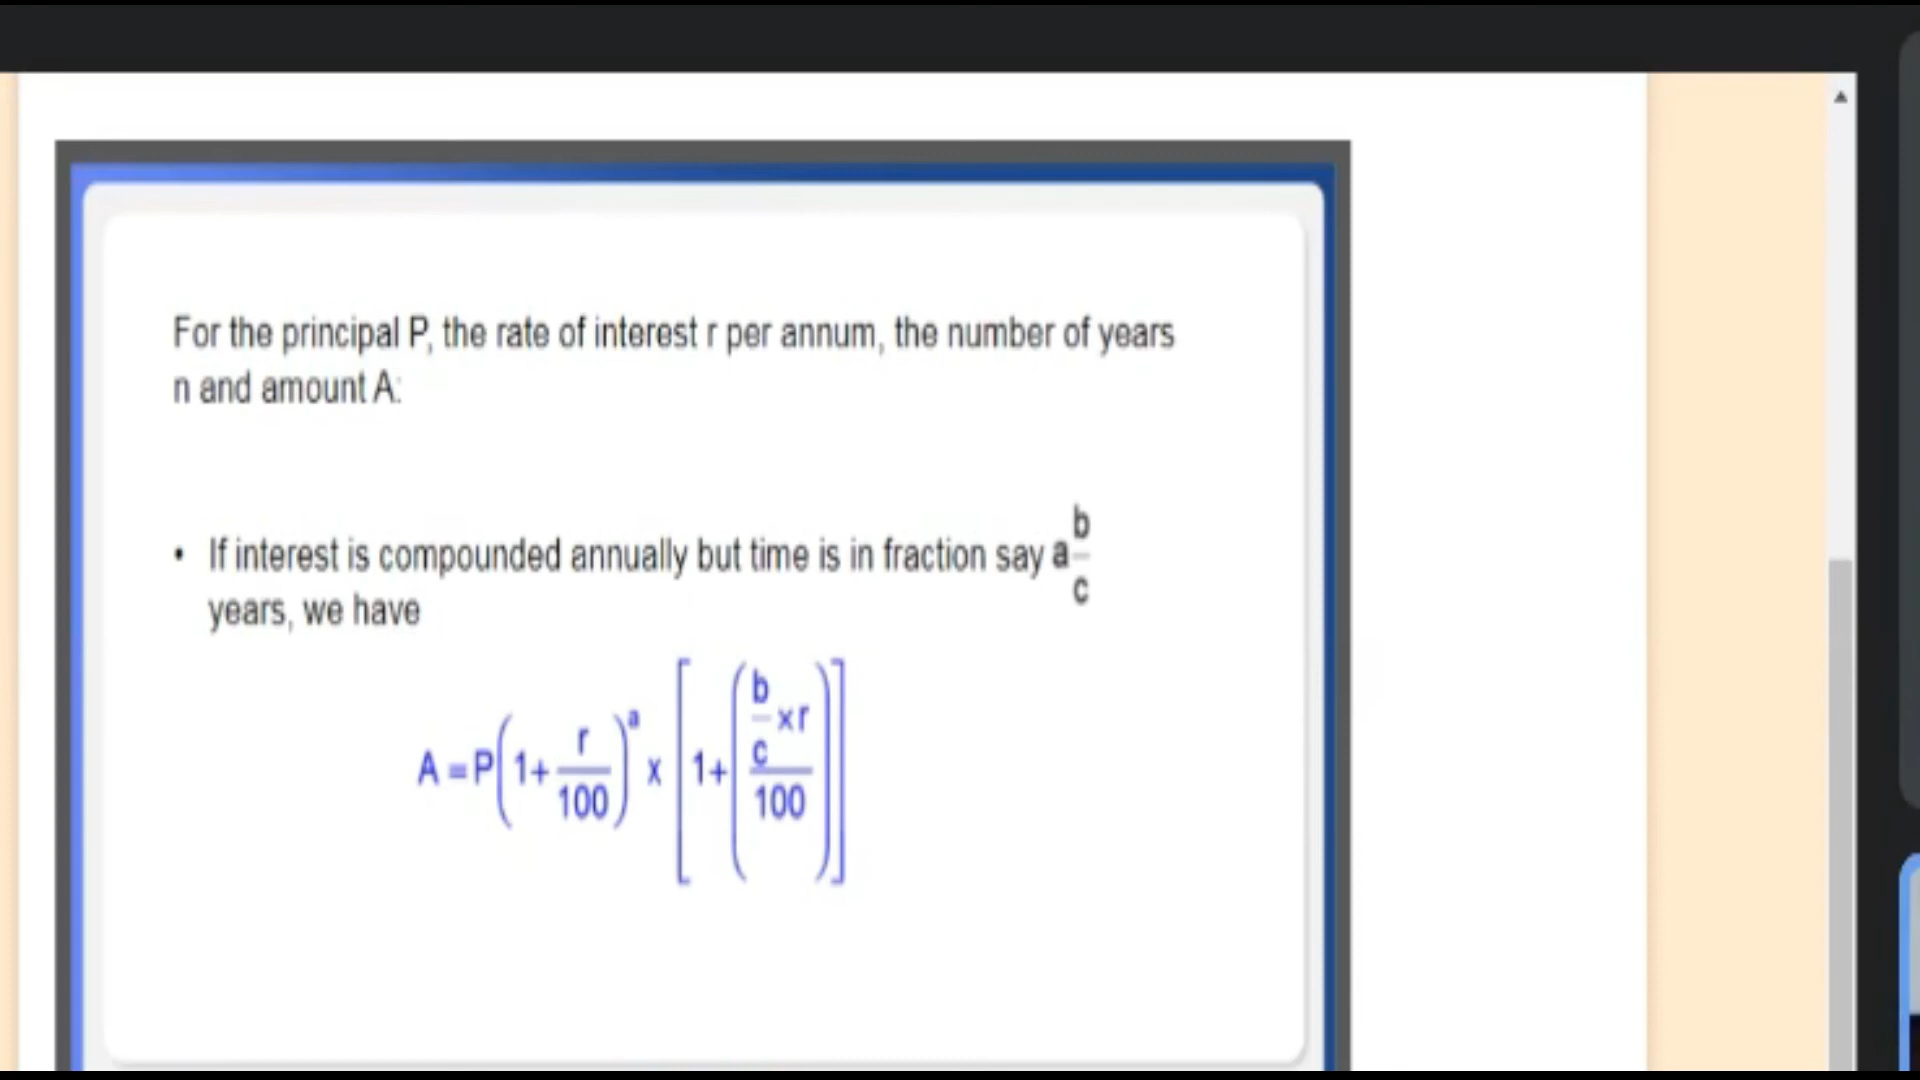 For the principal P, the rate of interest r per annum, the number of years
n and amount A:
• If interest is compounded annually but time is in fraction say a b/c
years, we have
A = P(1+ r/100)^a x [1+ ((b/c × r)/100)]